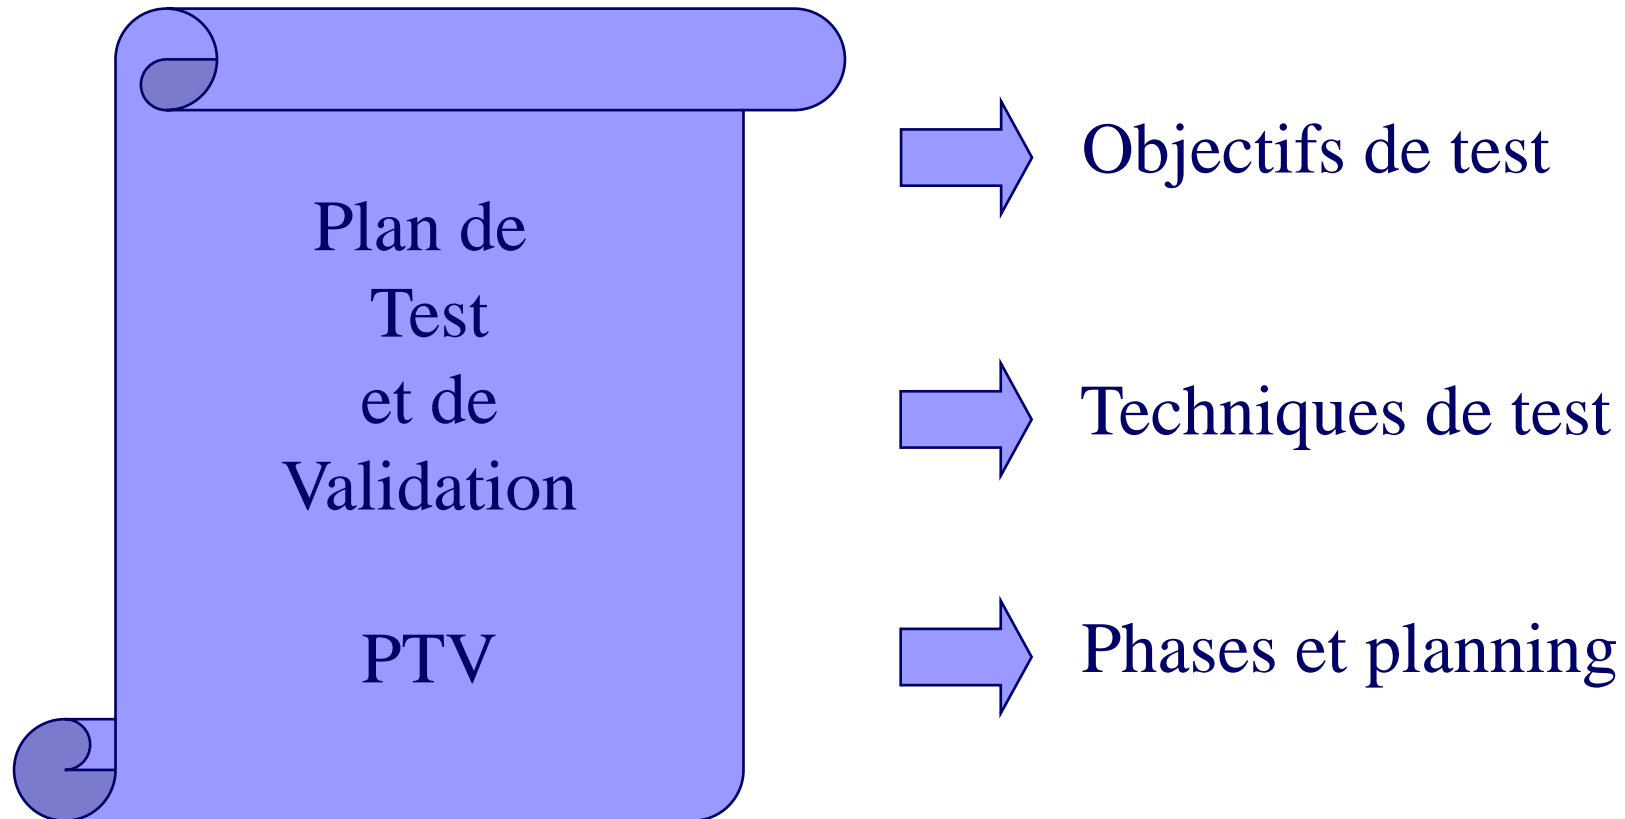 Plan de
Test
et de
Validation
PTV
Objectifs de test
Techniques de test
Phases et planning